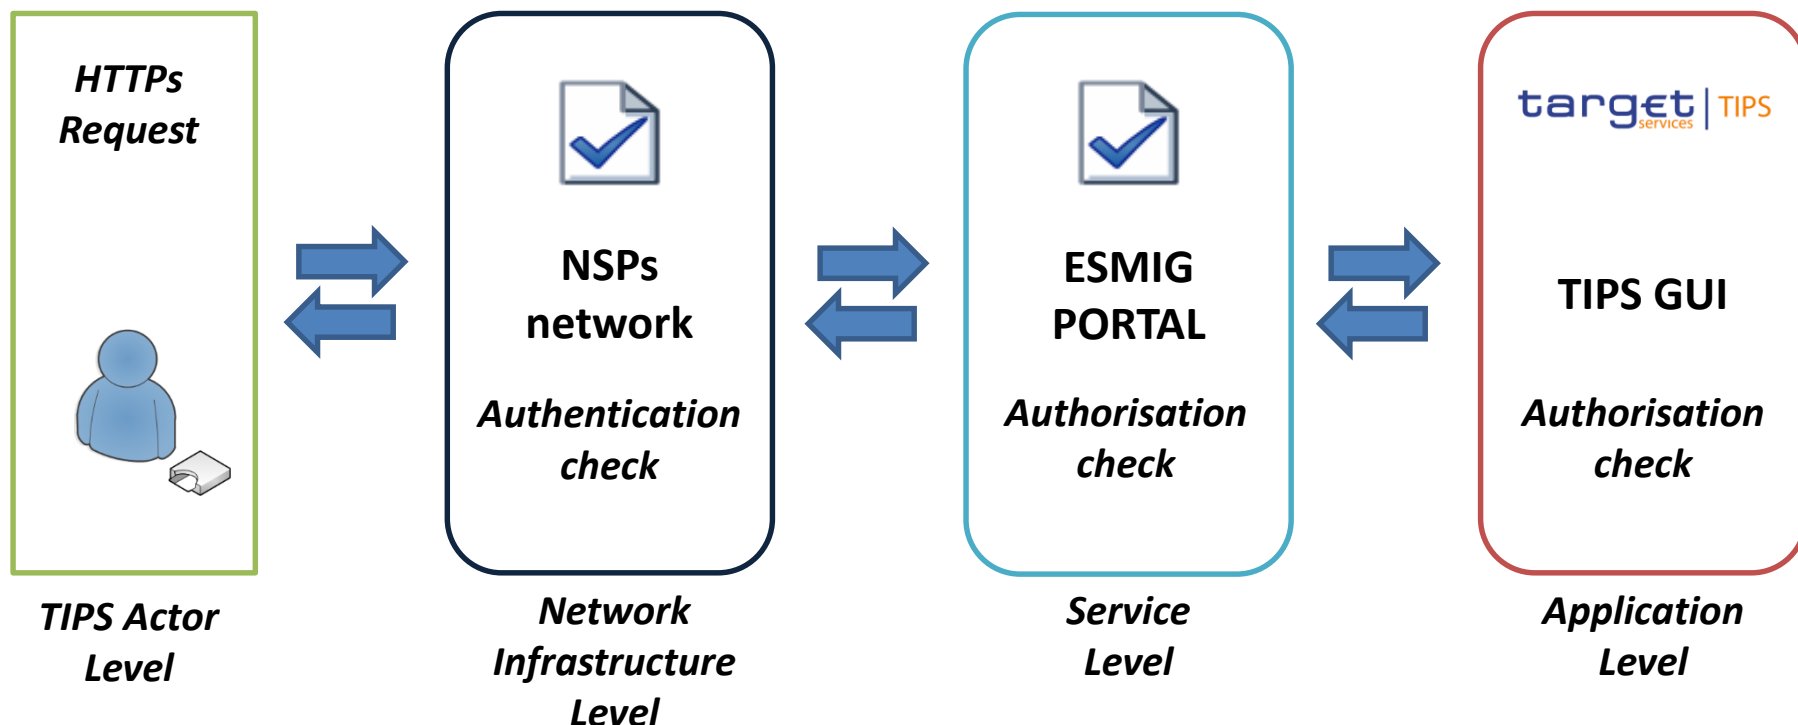 HTTPs
Request
TIPS Actor
Level
NSPs
network
Authentication
check
Network
Infrastructure
Level
ESMIG
PORTAL
Authorisation
check
Service
Level
target | TIPS
services
TIPS GUI
Authorisation
check
Application
Level